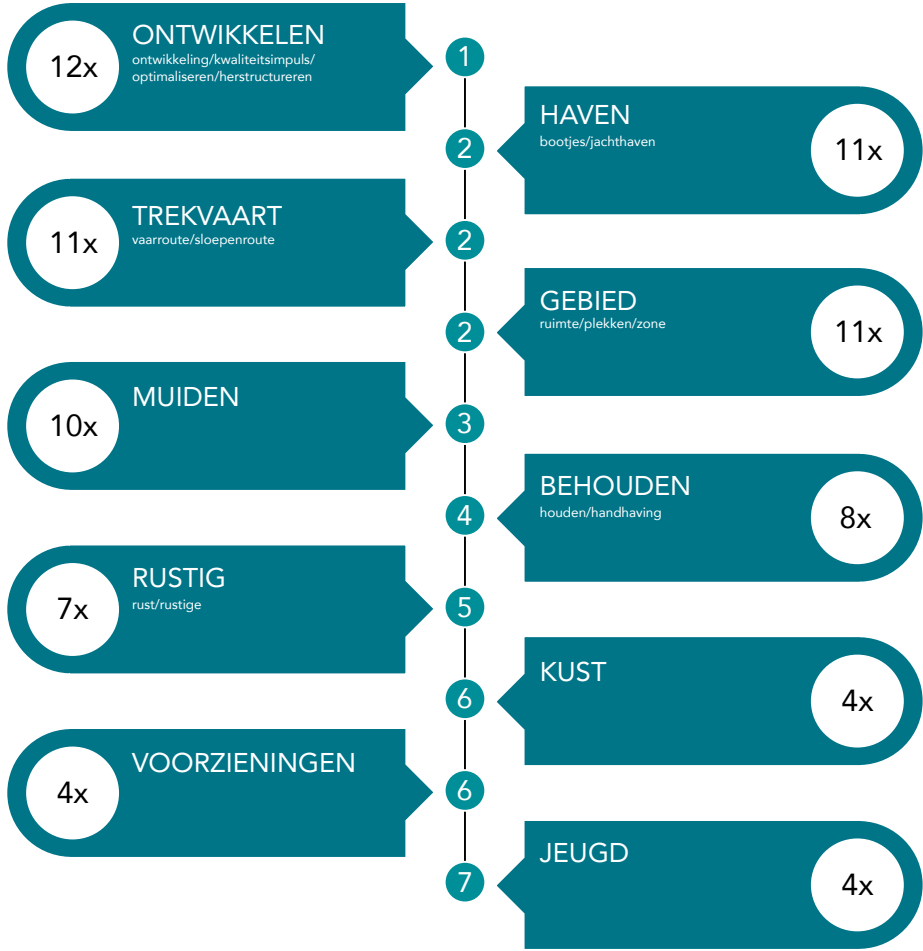 12x
ONTWIKKELEN
ontwikkeling/kwaliteitsimpuls/
optimaliseren/herstructureren
1
HAVEN
bootjes/jachthaven
11x
2
11x
TREKVAART
vaarroute/sloepenroute
2
GEBIED
ruimte/plekken/zone
11x
2
10x
MUIDEN
3
BEHOUDEN
houden/handhaving
8x
4
7x
RUSTIG
rust/rustige
5
KUST
4x
6
4x
VOORZIENINGEN
6
JEUGD
4x
7